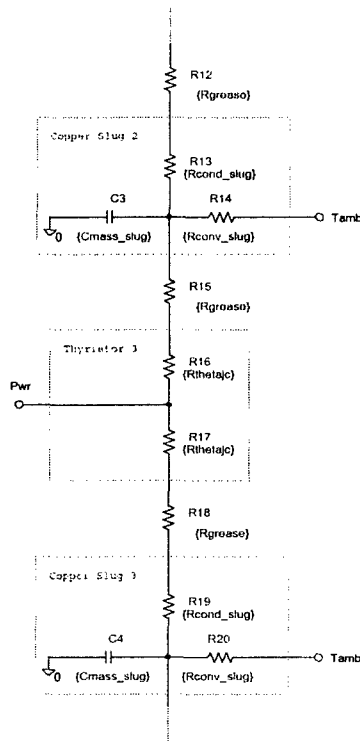 R12
{Rgrease}
Copper Slug 2
R13
{Rcond_slug}
C3
R14
0
Tamb
{Cmass_slug}
{Rconv_slug}
R15
{Rgrease}
Thyristor 3
R16
{Rthetajc}
Pwr
R17
{Rthetajc}
R18
{Rgrease}
Copper Slug 3
R19
{Rcond_slug}
C4
R20
0
Tamb
{Cmass_slug}
{Rconv_slug}